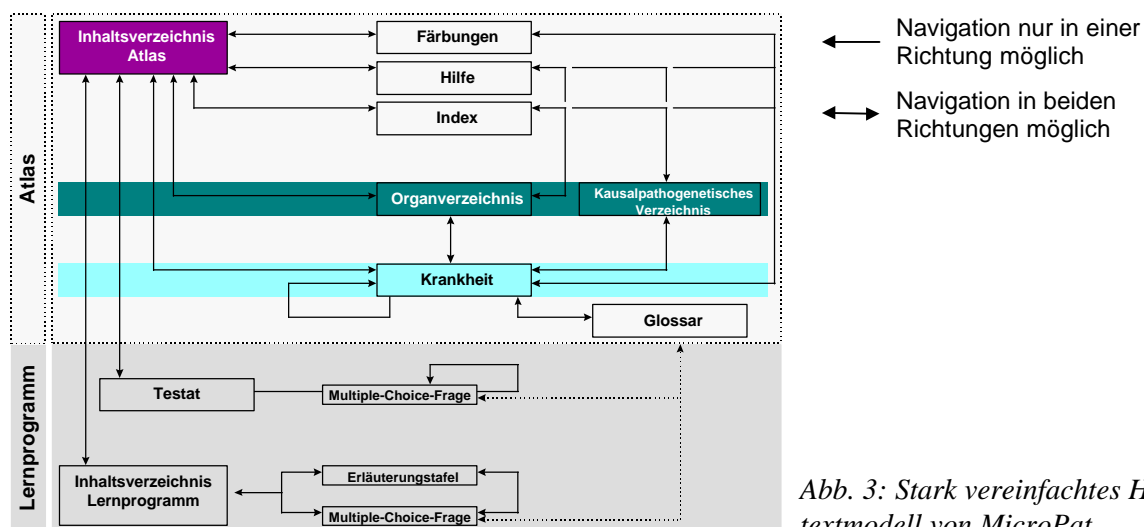 Inhaltsverzeichnis
Atlas
Färbungen
Hilfe
Index
Organverzeichnis
Kausalpathogenetisches
Verzeichnis
Krankheit
Glossar
Atlas
Testat
Multiple-Choice-Frage
Inhaltsverzeichnis
Lernprogramm
Erläuterungstafel
Multiple-Choice-Frage
Lernprogramm
Navigation nur in einer
Richtung möglich
Navigation in beiden
Richtungen möglich
Abb. 3: Stark vereinfachtes H
textmodell von MicroPat